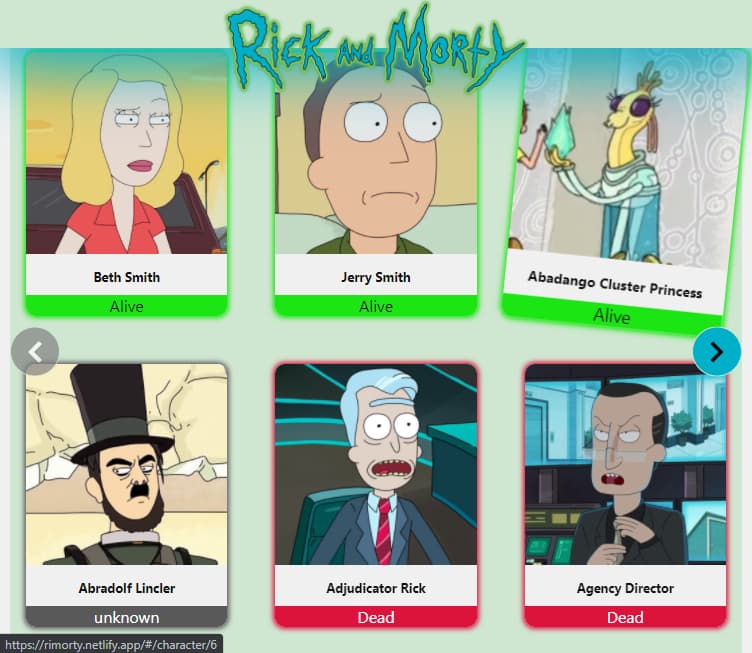 Rick and Morty
Beth Smith
Jerry Smith
Abadango Cluster Princess
Alive
Alive
Alive
Abradolf Lincler
Adjudicator Rick
Agency Director
unknown
Dead
Dead
https://rimorty.netlify.app/#/character/6